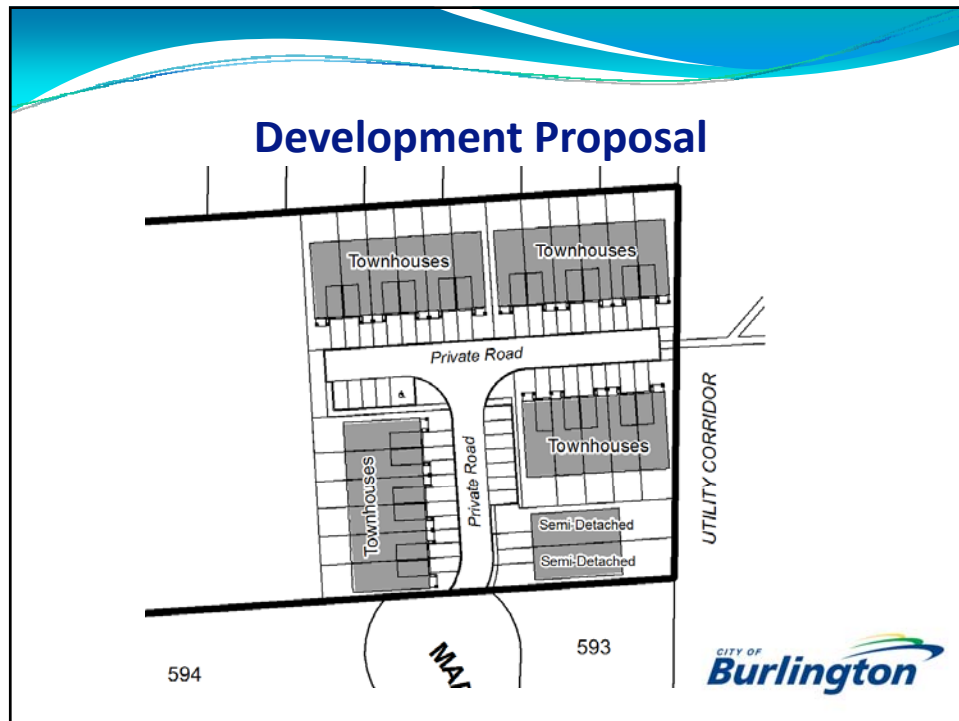 Development Proposal
Townhouses
Townhouses
Private Road
Townhouses
Private Road
Townhouses
UTILITY CORRIDOR
Semi-Detached
Semi-Detached
594
593
CITY OF
Burlington